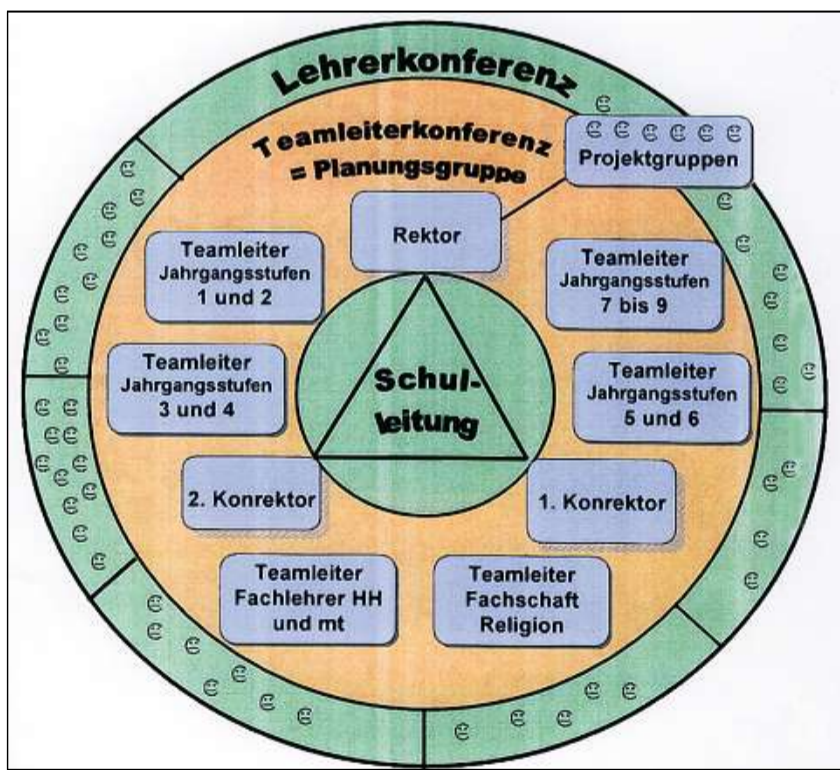 Lehrerkonferenz
Teamleiterkonferenz
= Planungsgruppe
Projektgruppen
Rektor
Teamleiter
Jahrgangsstufen
1 und 2
Teamleiter
Jahrgangsstufen
7 bis 9
Teamleiter
Jahrgangsstufen
3 und 4
Schul-
leitung
Teamleiter
Jahrgangsstufen
5 und 6
2. Konrektor
1. Konrektor
Teamleiter
Fachlehrer HH
und mt
Teamleiter
Fachschaft
Religion